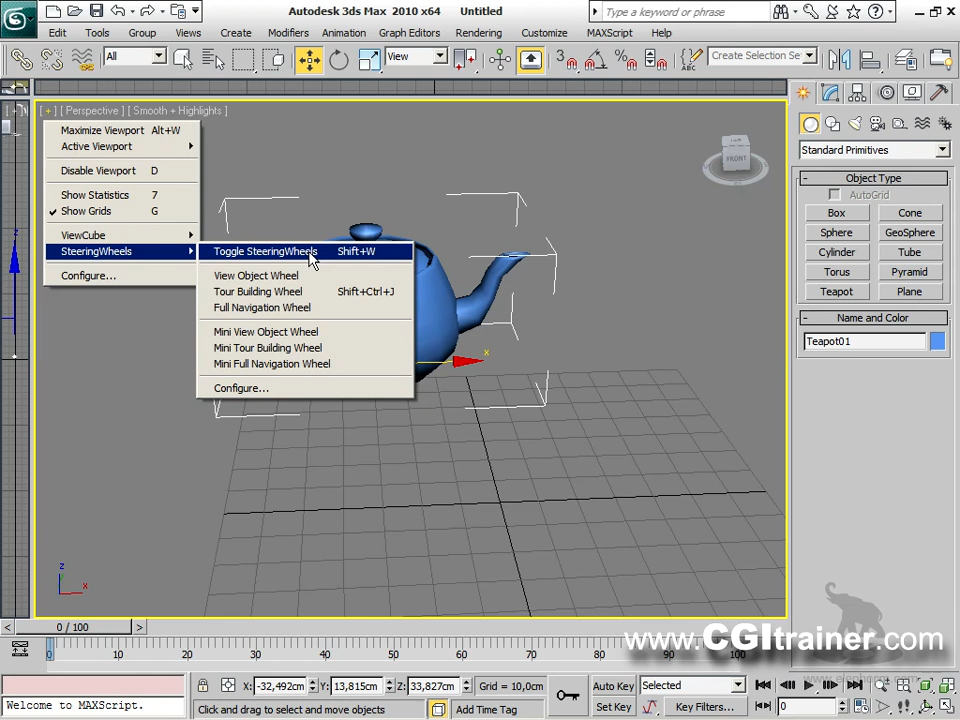 Autodesk 3ds Max 2010 x64 Untitled
Type a keyword or phrase
Edit Tools Group Views Create Modifiers Animation Graph Editors Rendering Customize MAXScript Help
All
View
3
Create Selection Se
[ + ] [ Perspective ] [ Smooth + Highlights ]
Maximize Viewport Alt+W
Active Viewport
Disable Viewport D
Show Statistics 7
Show Grids G
ViewCube
SteeringWheels
Configure...
Toggle SteeringWheels Shift+W
View Object Wheel
Tour Building Wheel Shift+Ctrl+J
Full Navigation Wheel
Mini View Object Wheel
Mini Tour Building Wheel
Mini Full Navigation Wheel
Configure...
FRONT
x
z
x
Standard Primitives
- Object Type
AutoGrid
Box Cone
Sphere GeoSphere
Cylinder Tube
Torus Pyramid
Teapot Plane
- Name and Color
Teapot01
www.CGItrainer.com
< 0 / 100 >
0 10 20 30 40 50 60 70 80 90 100
X: -32,492cm Y: 13,815cm Z: 33,827cm Grid = 10,0cm
Auto Key Selected
Welcome to MAXScript.
Click and drag to select and move objects
Add Time Tag
Set Key Key Filters...
0